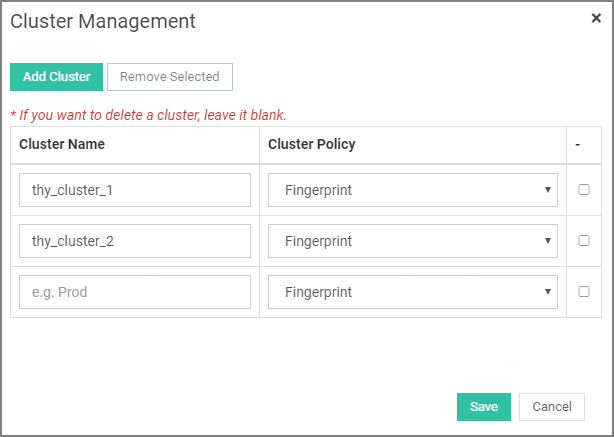 Cluster Management ×
Add Cluster Remove Selected
* If you want to delete a cluster, leave it blank.
Cluster Name Cluster Policy -
thy_cluster_1 Fingerprint
thy_cluster_2 Fingerprint
e.g. Prod Fingerprint
Save Cancel